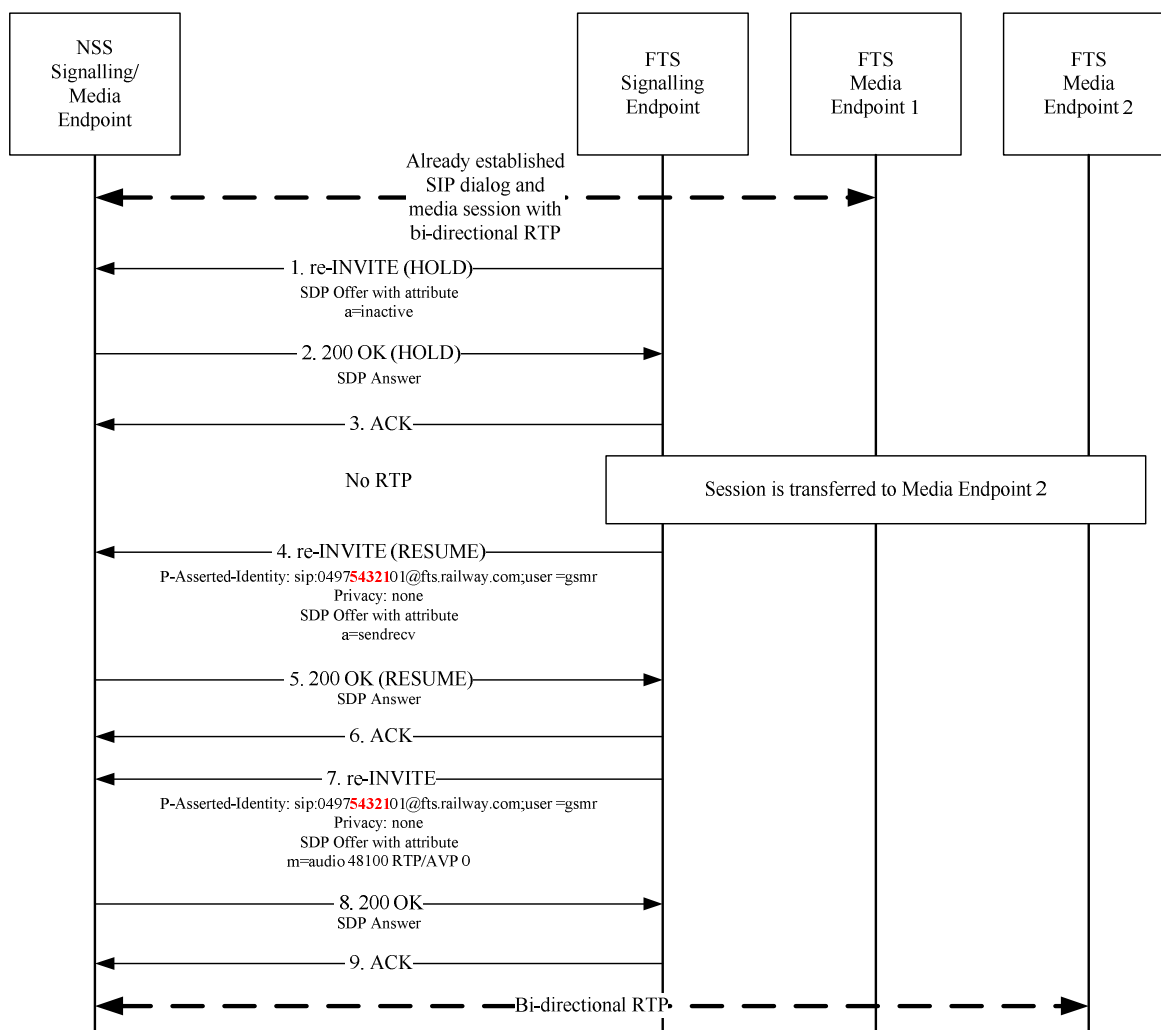 NSS
Signalling/
Media
Endpoint
FTS
Signalling
Endpoint
FTS
Media
Endpoint 1
FTS
Media
Endpoint 2
Already established
SIP dialog and
media session with
bi-directional RTP
1. re-INVITE (HOLD)
SDP Offer with attribute
a=inactive
2. 200 OK (HOLD)
SDP Answer
3. ACK
No RTP
Session is transferred to Media Endpoint 2
4. re-INVITE (RESUME)
P-Asserted-Identity: sip:04975432101@fts.railway.com;user=gsmr
Privacy: none
SDP Offer with attribute
a=sendrecv
5. 200 OK (RESUME)
SDP Answer
6. ACK
7. re-INVITE
P-Asserted-Identity: sip:04975432101@fts.railway.com;user=gsmr
Privacy: none
SDP Offer with attribute
m=audio 48100 RTP/AVP 0
8. 200 OK
SDP Answer
9. ACK
Bi-directional RTP